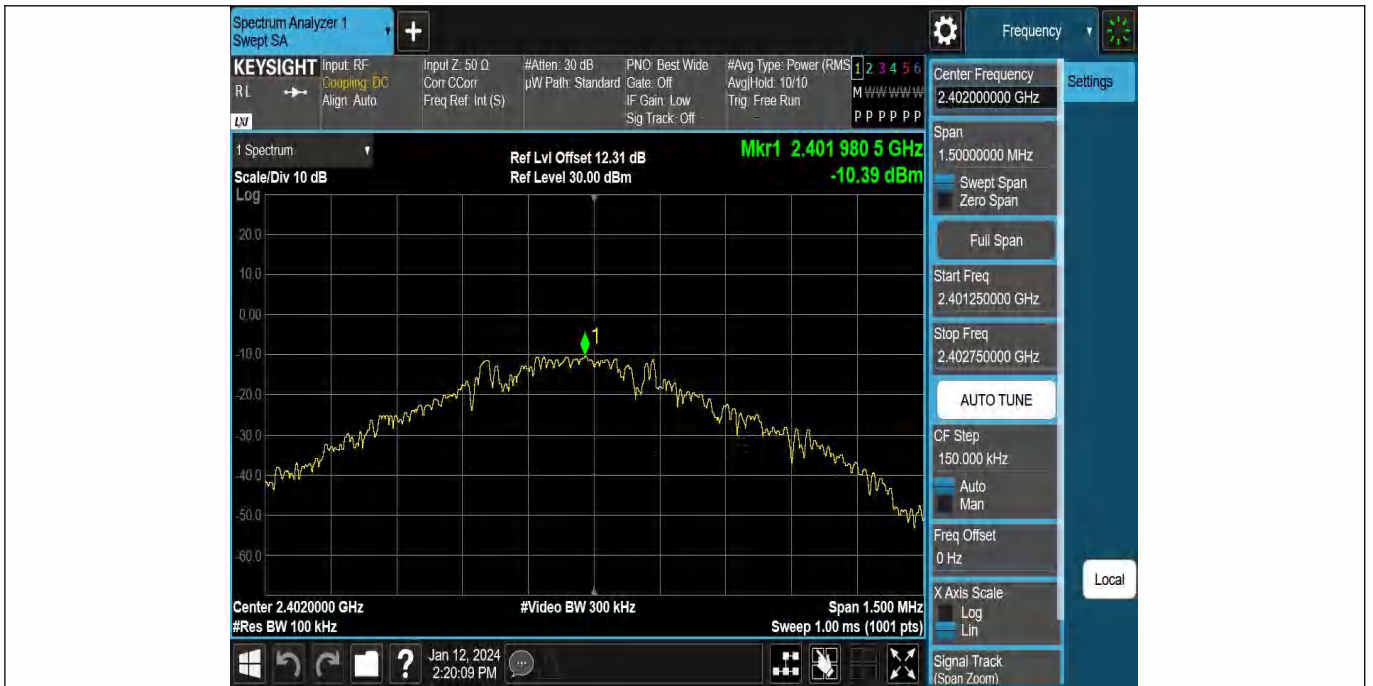 Spectrum Analyzer 1
Swept SA
+
Frequency
KEYSIGHT
R L
LXI
Input: RF
Coupling: DC
Align: Auto
Input Z: 50 Ω
Corr CCorr
Freq Ref: Int (S)
#Atten: 30 dB
µW Path: Standard
PNO: Best Wide
Gate: Off
IF Gain: Low
Sig Track: Off
#Avg Type: Power (RMS
Avg|Hold: 10/10
Trig: Free Run
1 2 3 4 5 6
M W W W W W
P P P P P P
1 Spectrum
Scale/Div 10 dB
Ref Lvl Offset 12.31 dB
Ref Level 30.00 dBm
Mkr1 2.401 980 5 GHz
-10.39 dBm
Log
20.0
10.0
0.00
-10.0
-20.0
-30.0
-40.0
-50.0
-60.0
1
Center 2.4020000 GHz
#Res BW 100 kHz
#Video BW 300 kHz
Span 1.500 MHz
Sweep 1.00 ms (1001 pts)
?
Jan 12, 2024
2:20:09 PM
Center Frequency
2.402000000 GHz
Settings
Span
1.50000000 MHz
Swept Span
Zero Span
Full Span
Start Freq
2.401250000 GHz
Stop Freq
2.402750000 GHz
AUTO TUNE
CF Step
150.000 kHz
Auto
Man
Freq Offset
0 Hz
X Axis Scale
Log
Lin
Signal Track
(Span Zoom)
Local